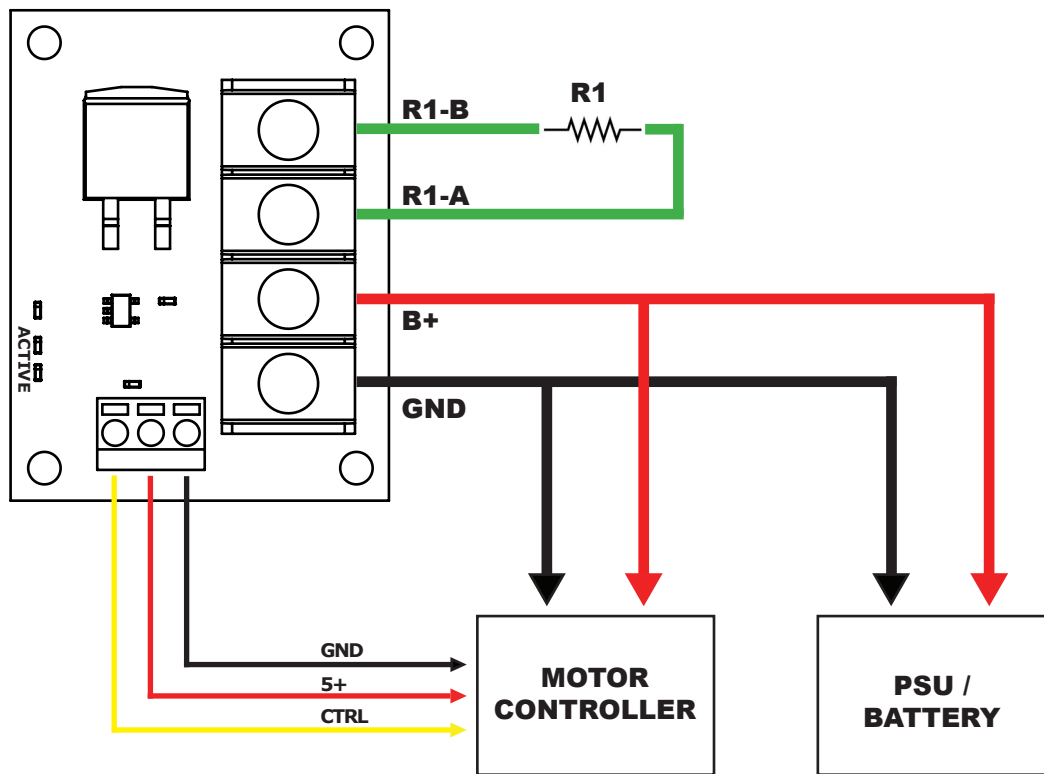 R1
R1-B
R1-A
B+
GND
ACTIVE
GND
5+
CTRL
MOTOR
CONTROLLER
PSU /
BATTERY